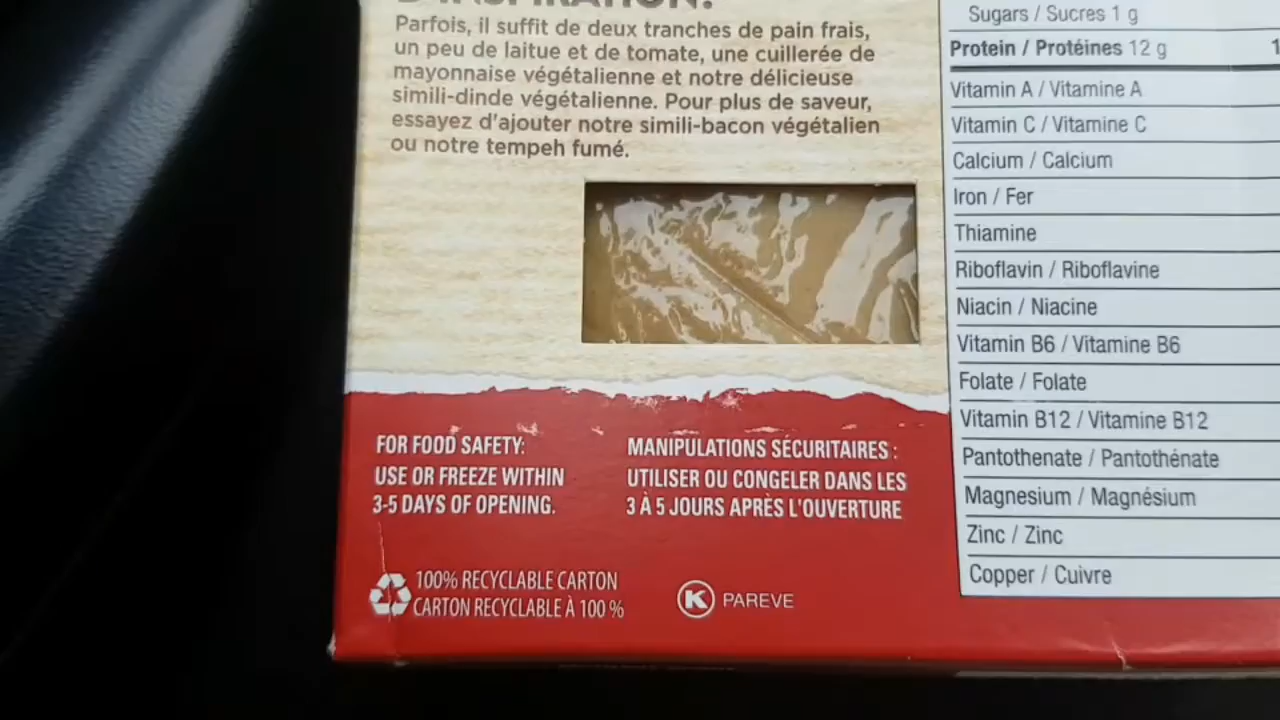 D'INSPIRATION?
Parfois, il suffit de deux tranches de pain frais,
un peu de laitue et de tomate, une cuillerée de
mayonnaise végétalienne et notre délicieuse
simili-dinde végétalienne. Pour plus de saveur,
essayez d'ajouter notre simili-bacon végétalien
ou notre tempeh fumé.
FOR FOOD SAFETY:
USE OR FREEZE WITHIN
3-5 DAYS OF OPENING.
MANIPULATIONS SÉCURITAIRES :
UTILISER OU CONGELER DANS LES
3 À 5 JOURS APRÈS L'OUVERTURE
100% RECYCLABLE CARTON
CARTON RECYCLABLE À 100 %
K PAREVE
Sugars / Sucres 1 g
Protein / Protéines 12 g
Vitamin A / Vitamine A
Vitamin C / Vitamine C
Calcium / Calcium
Iron / Fer
Thiamine
Riboflavin / Riboflavine
Niacin / Niacine
Vitamin B6 / Vitamine B6
Folate / Folate
Vitamin B12 / Vitamine B12
Pantothenate / Pantothénate
Magnesium / Magnésium
Zinc / Zinc
Copper / Cuivre